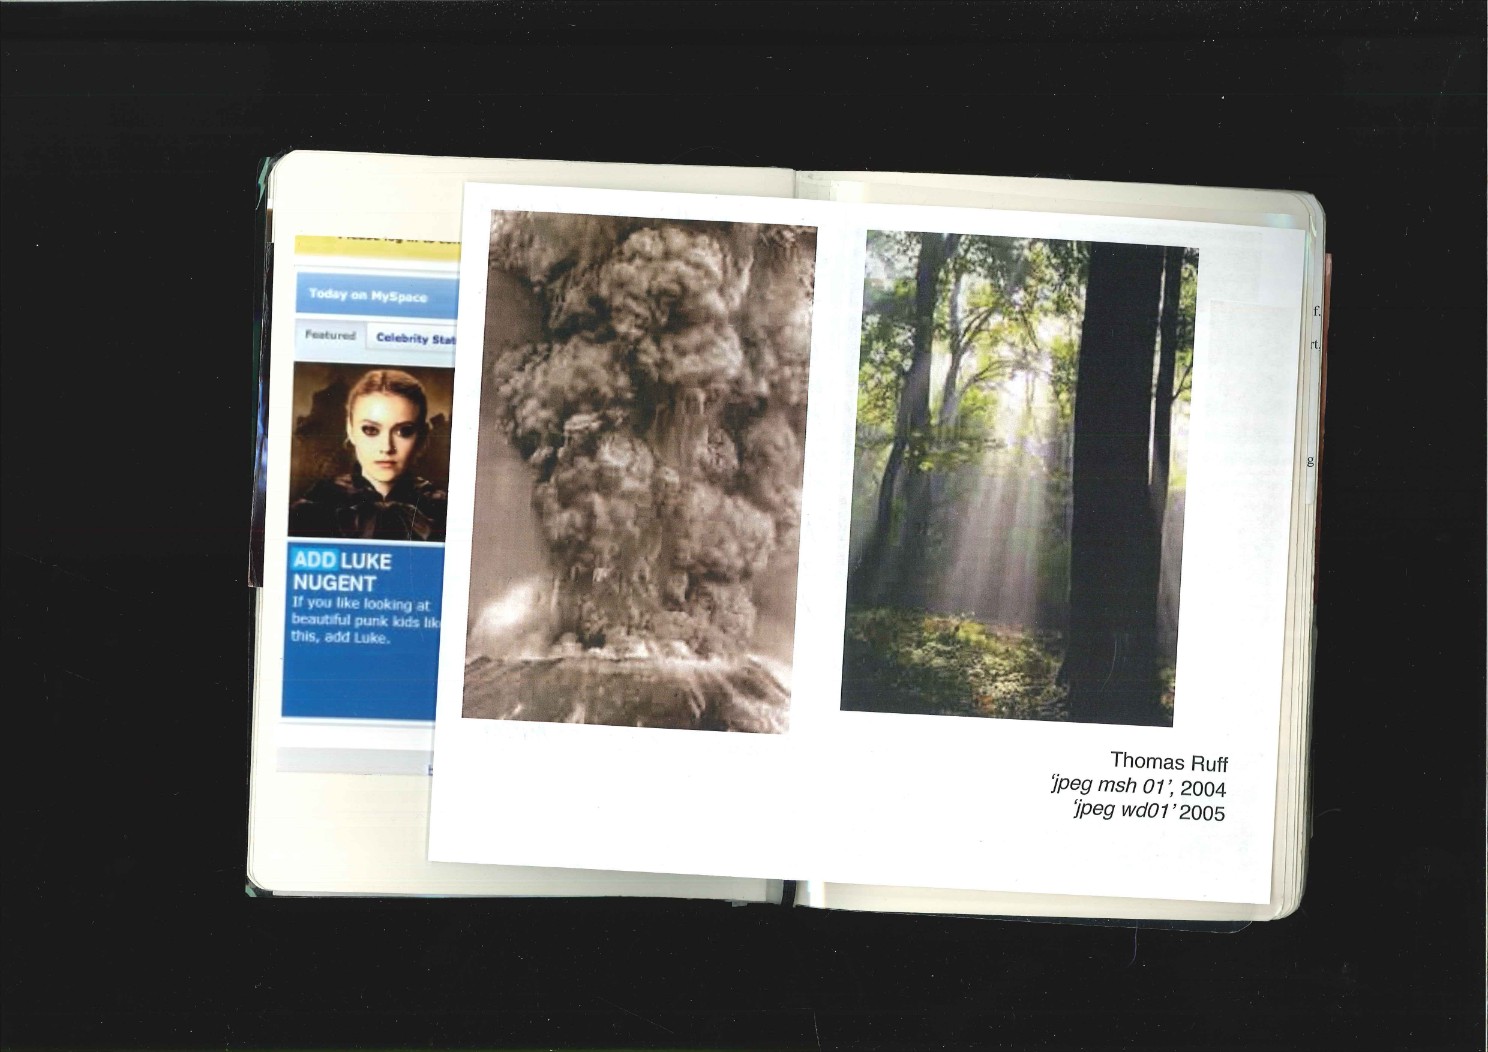 Today on MySpace
Featured
Celebrity Stat
ADD LUKE
NUGENT
If you like looking at
beautiful punk kids lik
this, add Luke.
Thomas Ruff
‘jpeg msh 01’, 2004
‘jpeg wd01’ 2005
f.
rt.
g